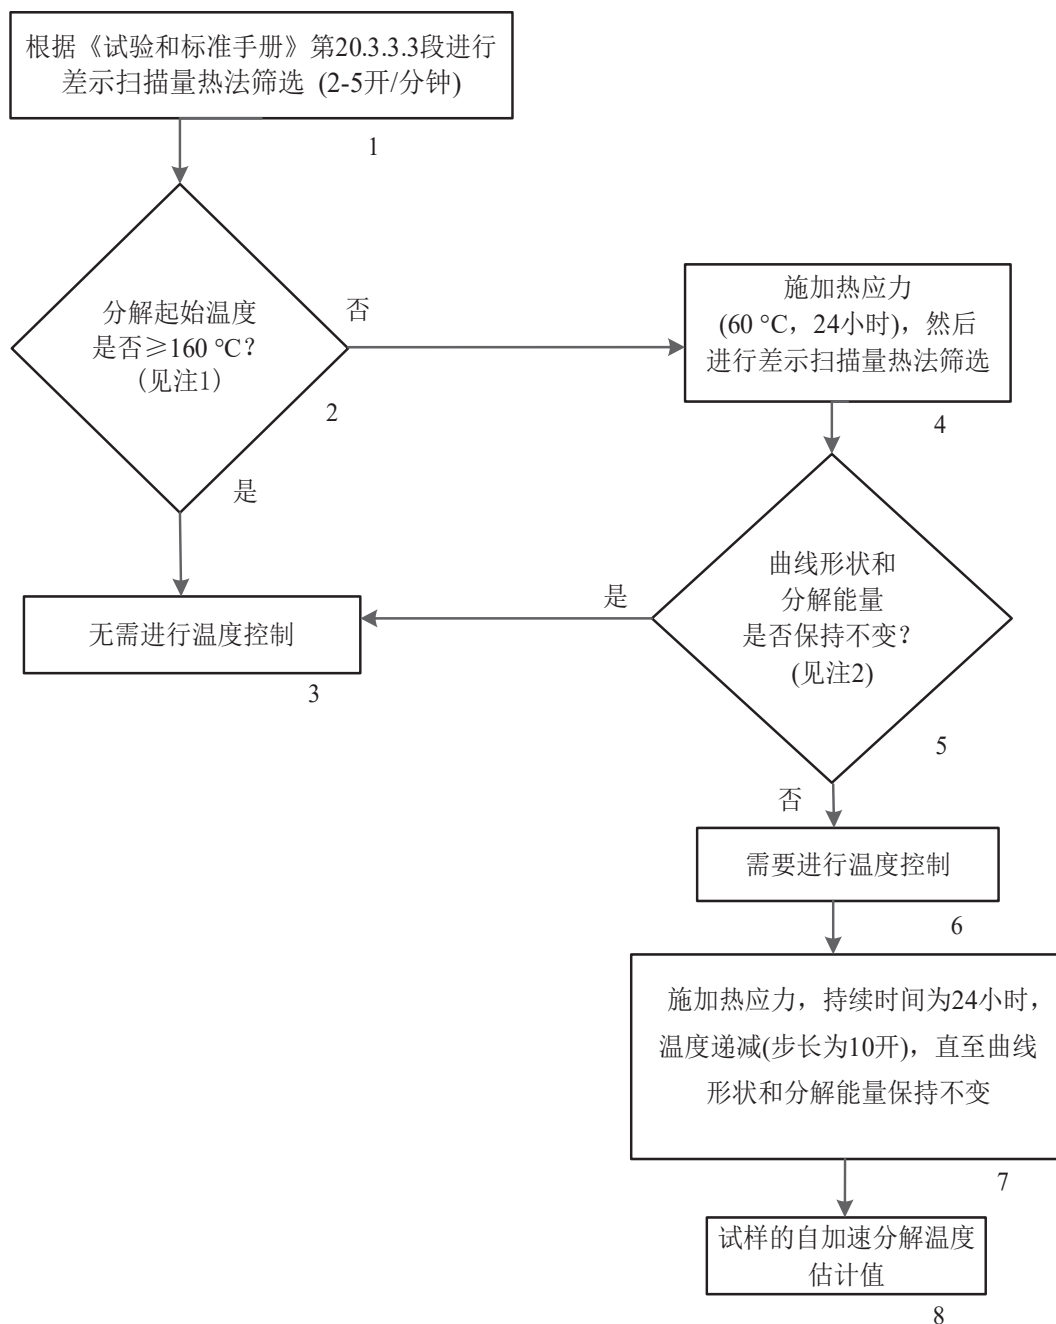 根据《试验和标准手册》第20.3.3.3段进行
差示扫描量热法筛选 (2-5开/分钟)
1
分解起始温度
是否≥160 °C？
（见注1）
2
否
是
施加热应力
(60 °C，24小时)，然后
进行差示扫描量热法筛选
4
无需进行温度控制
3
曲线形状和
分解能量
是否保持不变？
(见注2)
5
是
否
需要进行温度控制
6
施加热应力，持续时间为24小时，
温度递减(步长为10开)，直至曲线
形状和分解能量保持不变
7
试样的自加速分解温度
估计值
8